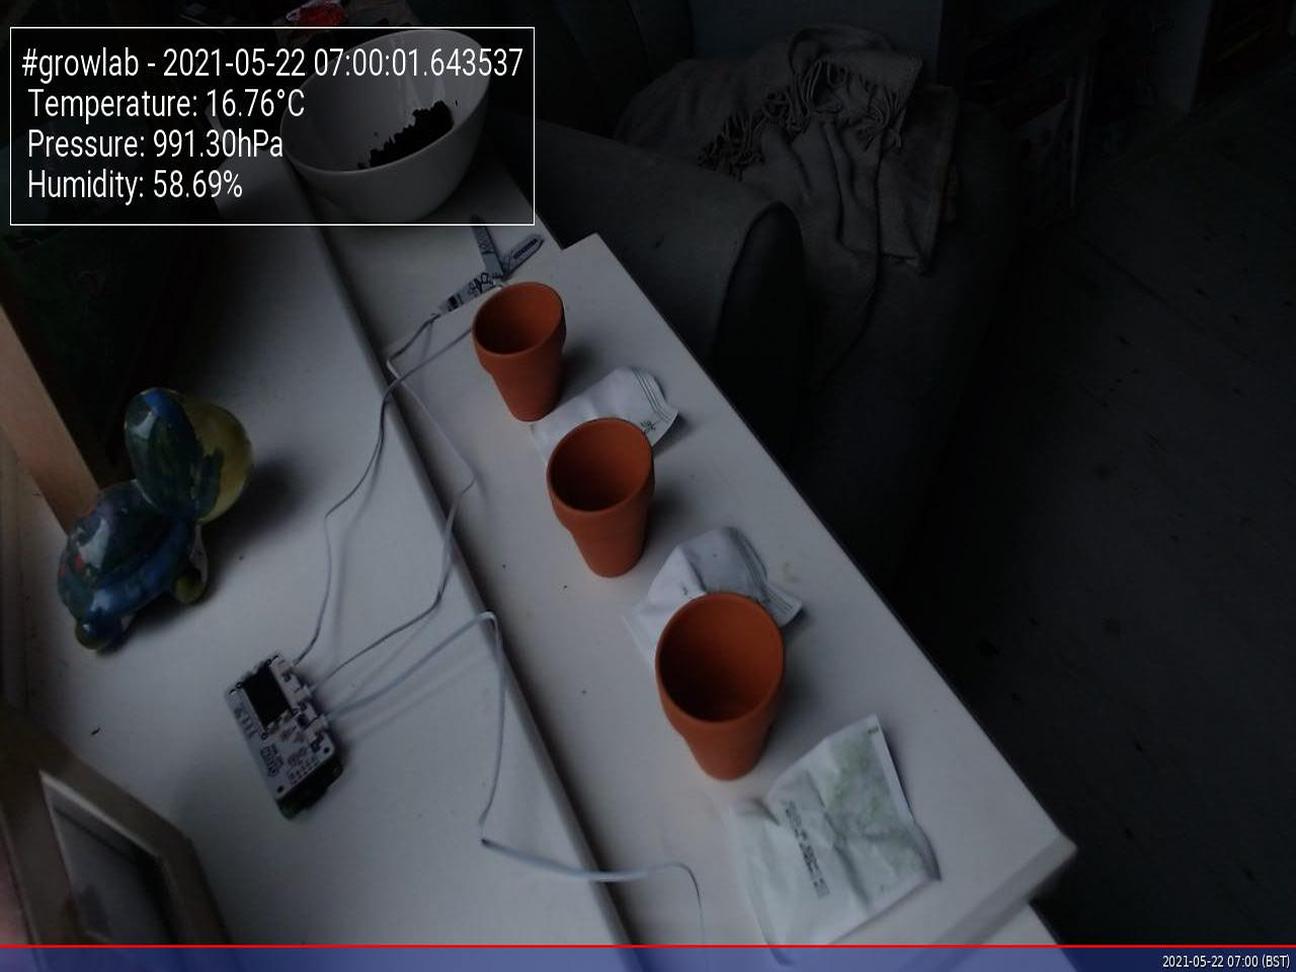 #growlab - 2021-05-22 07:00:01.643537
Temperature: 16.76°C
Pressure: 991.30hPa
Humidity: 58.69%
2021-05-22 07:00 (BST)